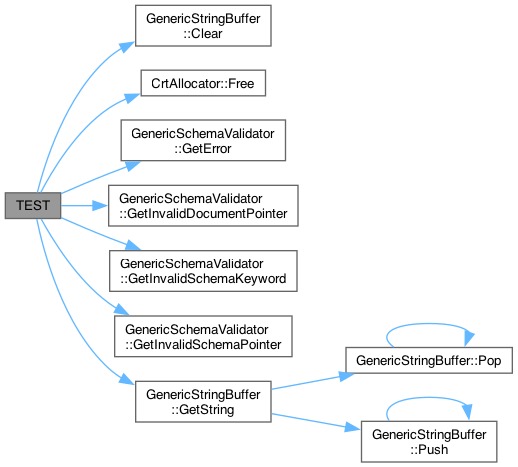 GenericStringBuffer
::Clear
CrtAllocator::Free
GenericSchemaValidator
::GetError
TEST
GenericSchemaValidator
::GetInvalidDocumentPointer
GenericSchemaValidator
::GetInvalidSchemaKeyword
GenericSchemaValidator
::GetInvalidSchemaPointer
GenericStringBuffer::Pop
GenericStringBuffer
::GetString
GenericStringBuffer
::Push